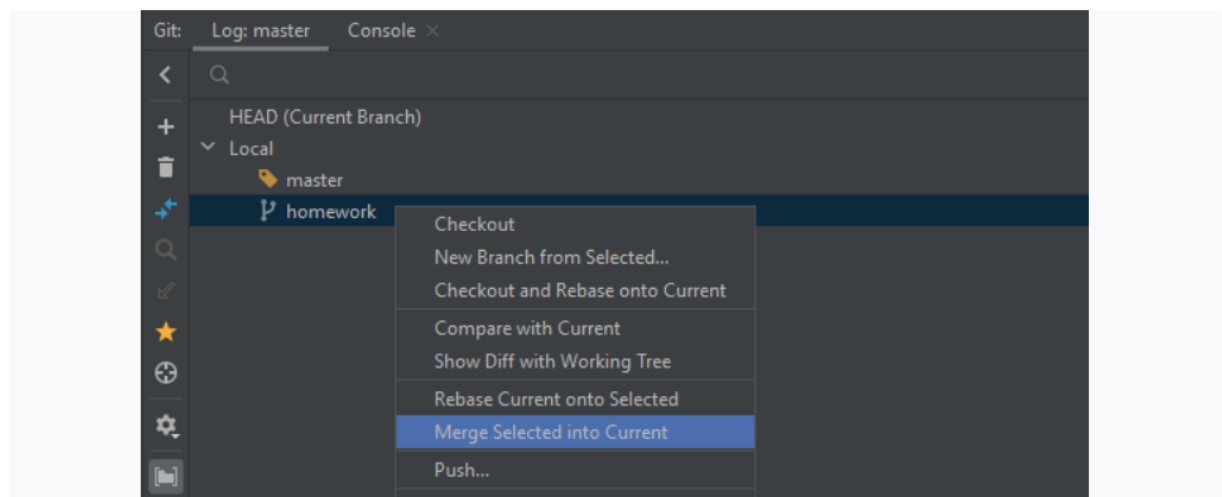 Git: Log: master Console
HEAD (Current Branch)
Local
master
homework
Checkout
New Branch from Selected...
Checkout and Rebase onto Current
Compare with Current
Show Diff with Working Tree
Rebase Current onto Selected
Merge Selected into Current
Push...